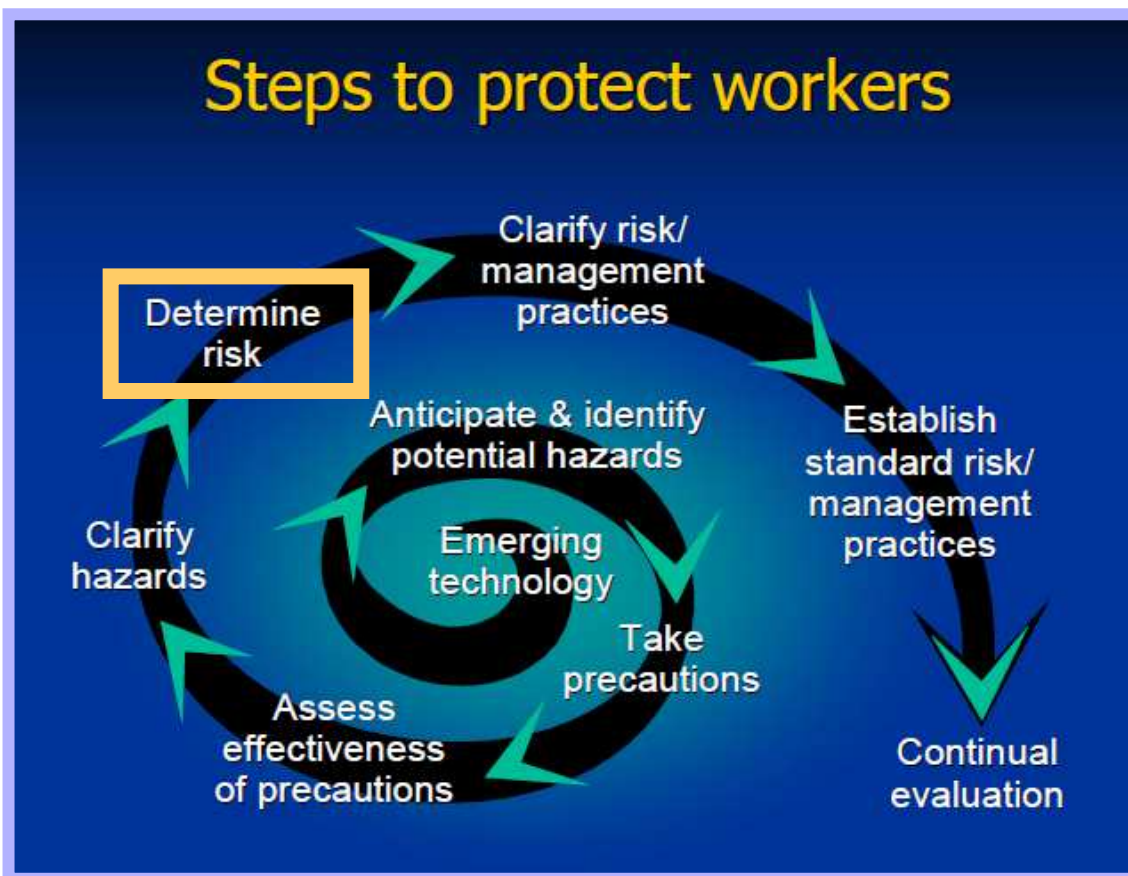 Steps to protect workers
Emerging
technology
Anticipate & identify
potential hazards
Take
precautions
Assess
effectiveness
of precautions
Clarify
hazards
Determine
risk
Clarify risk/
management
practices
Establish
standard risk/
management
practices
Continual
evaluation